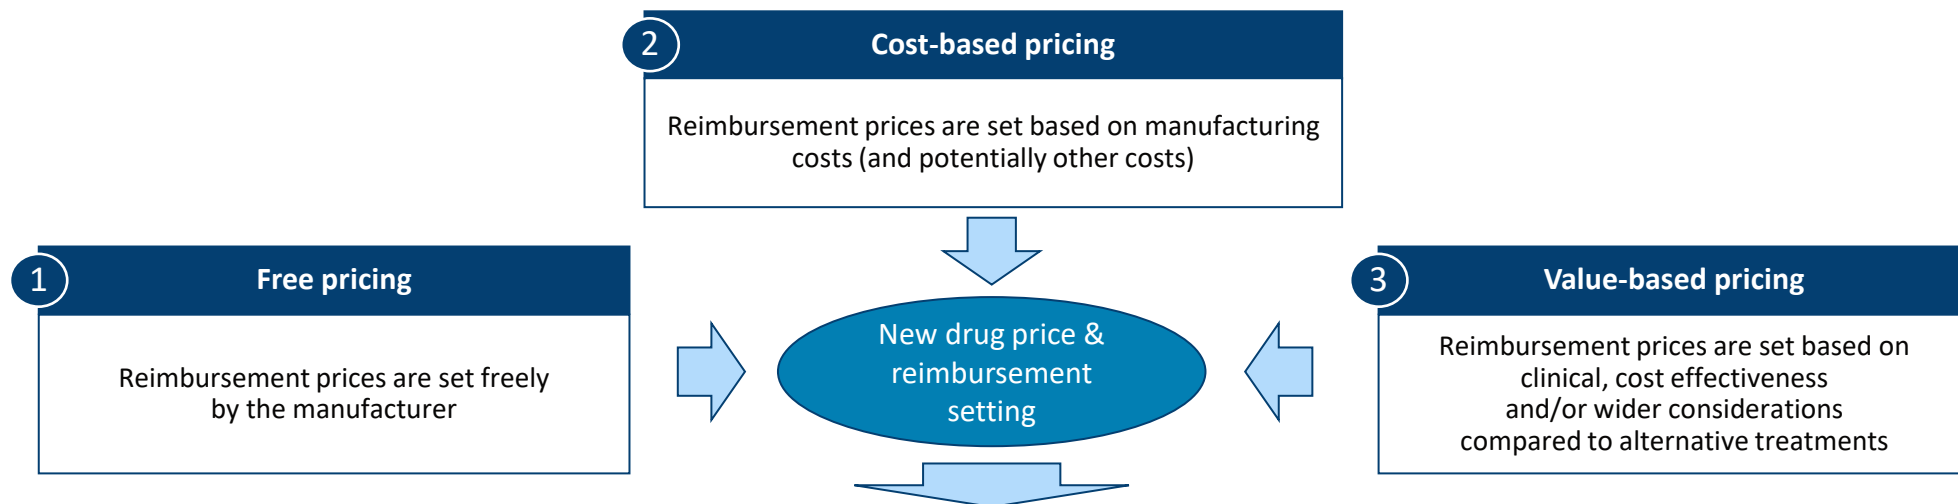 2
Cost-based pricing
Reimbursement prices are set based on manufacturing
costs (and potentially other costs)
1
Free pricing
Reimbursement prices are set freely
by the manufacturer
New drug price &
reimbursement
setting
3
Value-based pricing
Reimbursement prices are set based on
clinical, cost effectiveness
and/or wider considerations
compared to alternative treatments